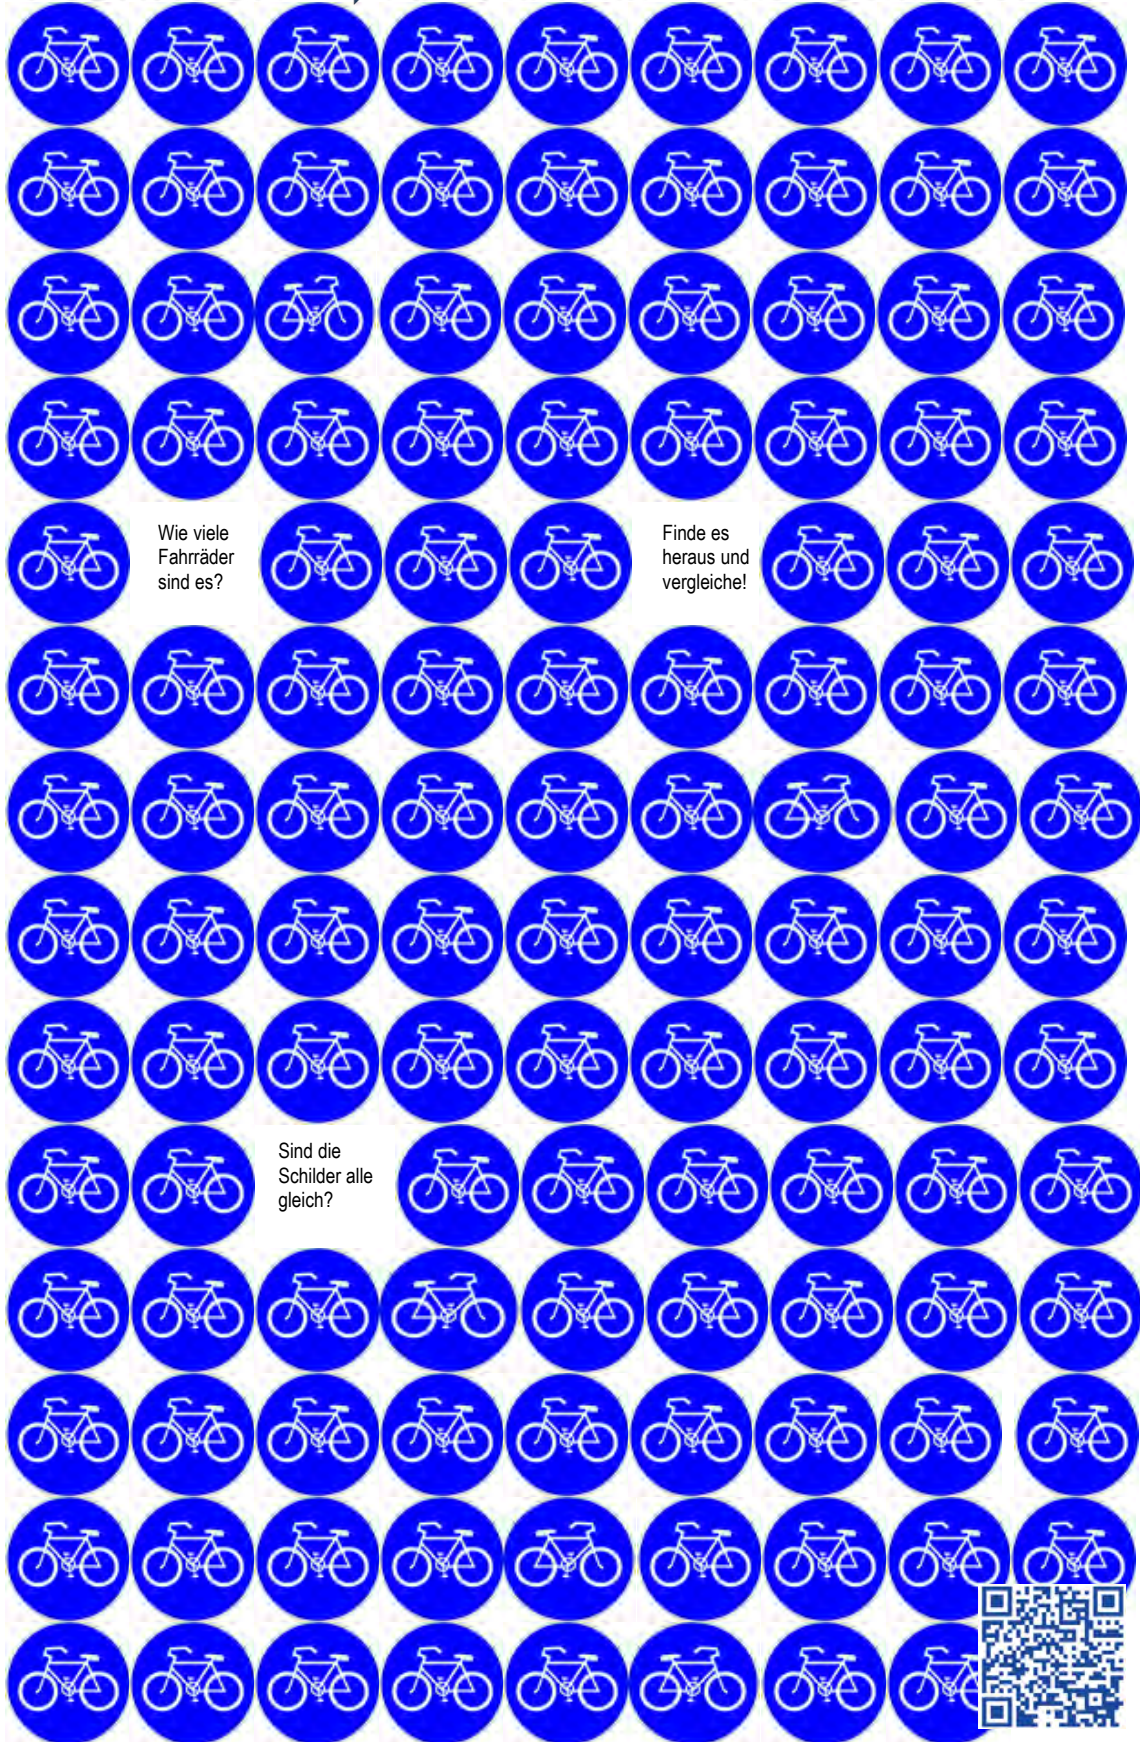 Wie viele
Fahrräder
sind es?
Finde es
heraus und
vergleiche!
Sind die
Schilder alle
gleich?